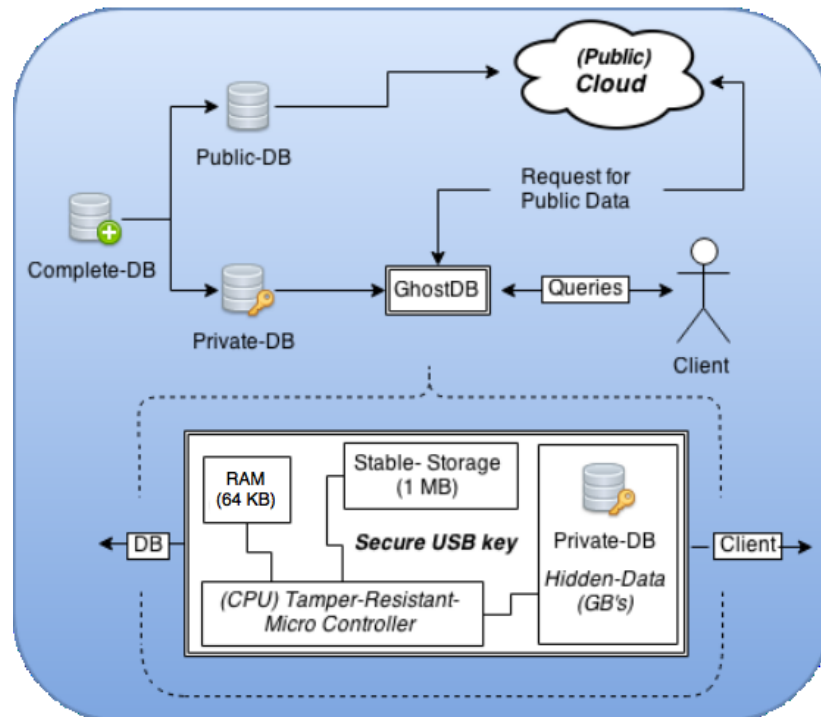 (Public)
Cloud
Public-DB
Request for
Public Data
Complete-DB
GhostDB
Queries
Private-DB
Client
RAM
(64 KB)
Stable- Storage
(1 MB)
Secure USB key
Private-DB
Hidden-Data
(GB's)
DB
Client
(CPU) Tamper-Resistant-
Micro Controller